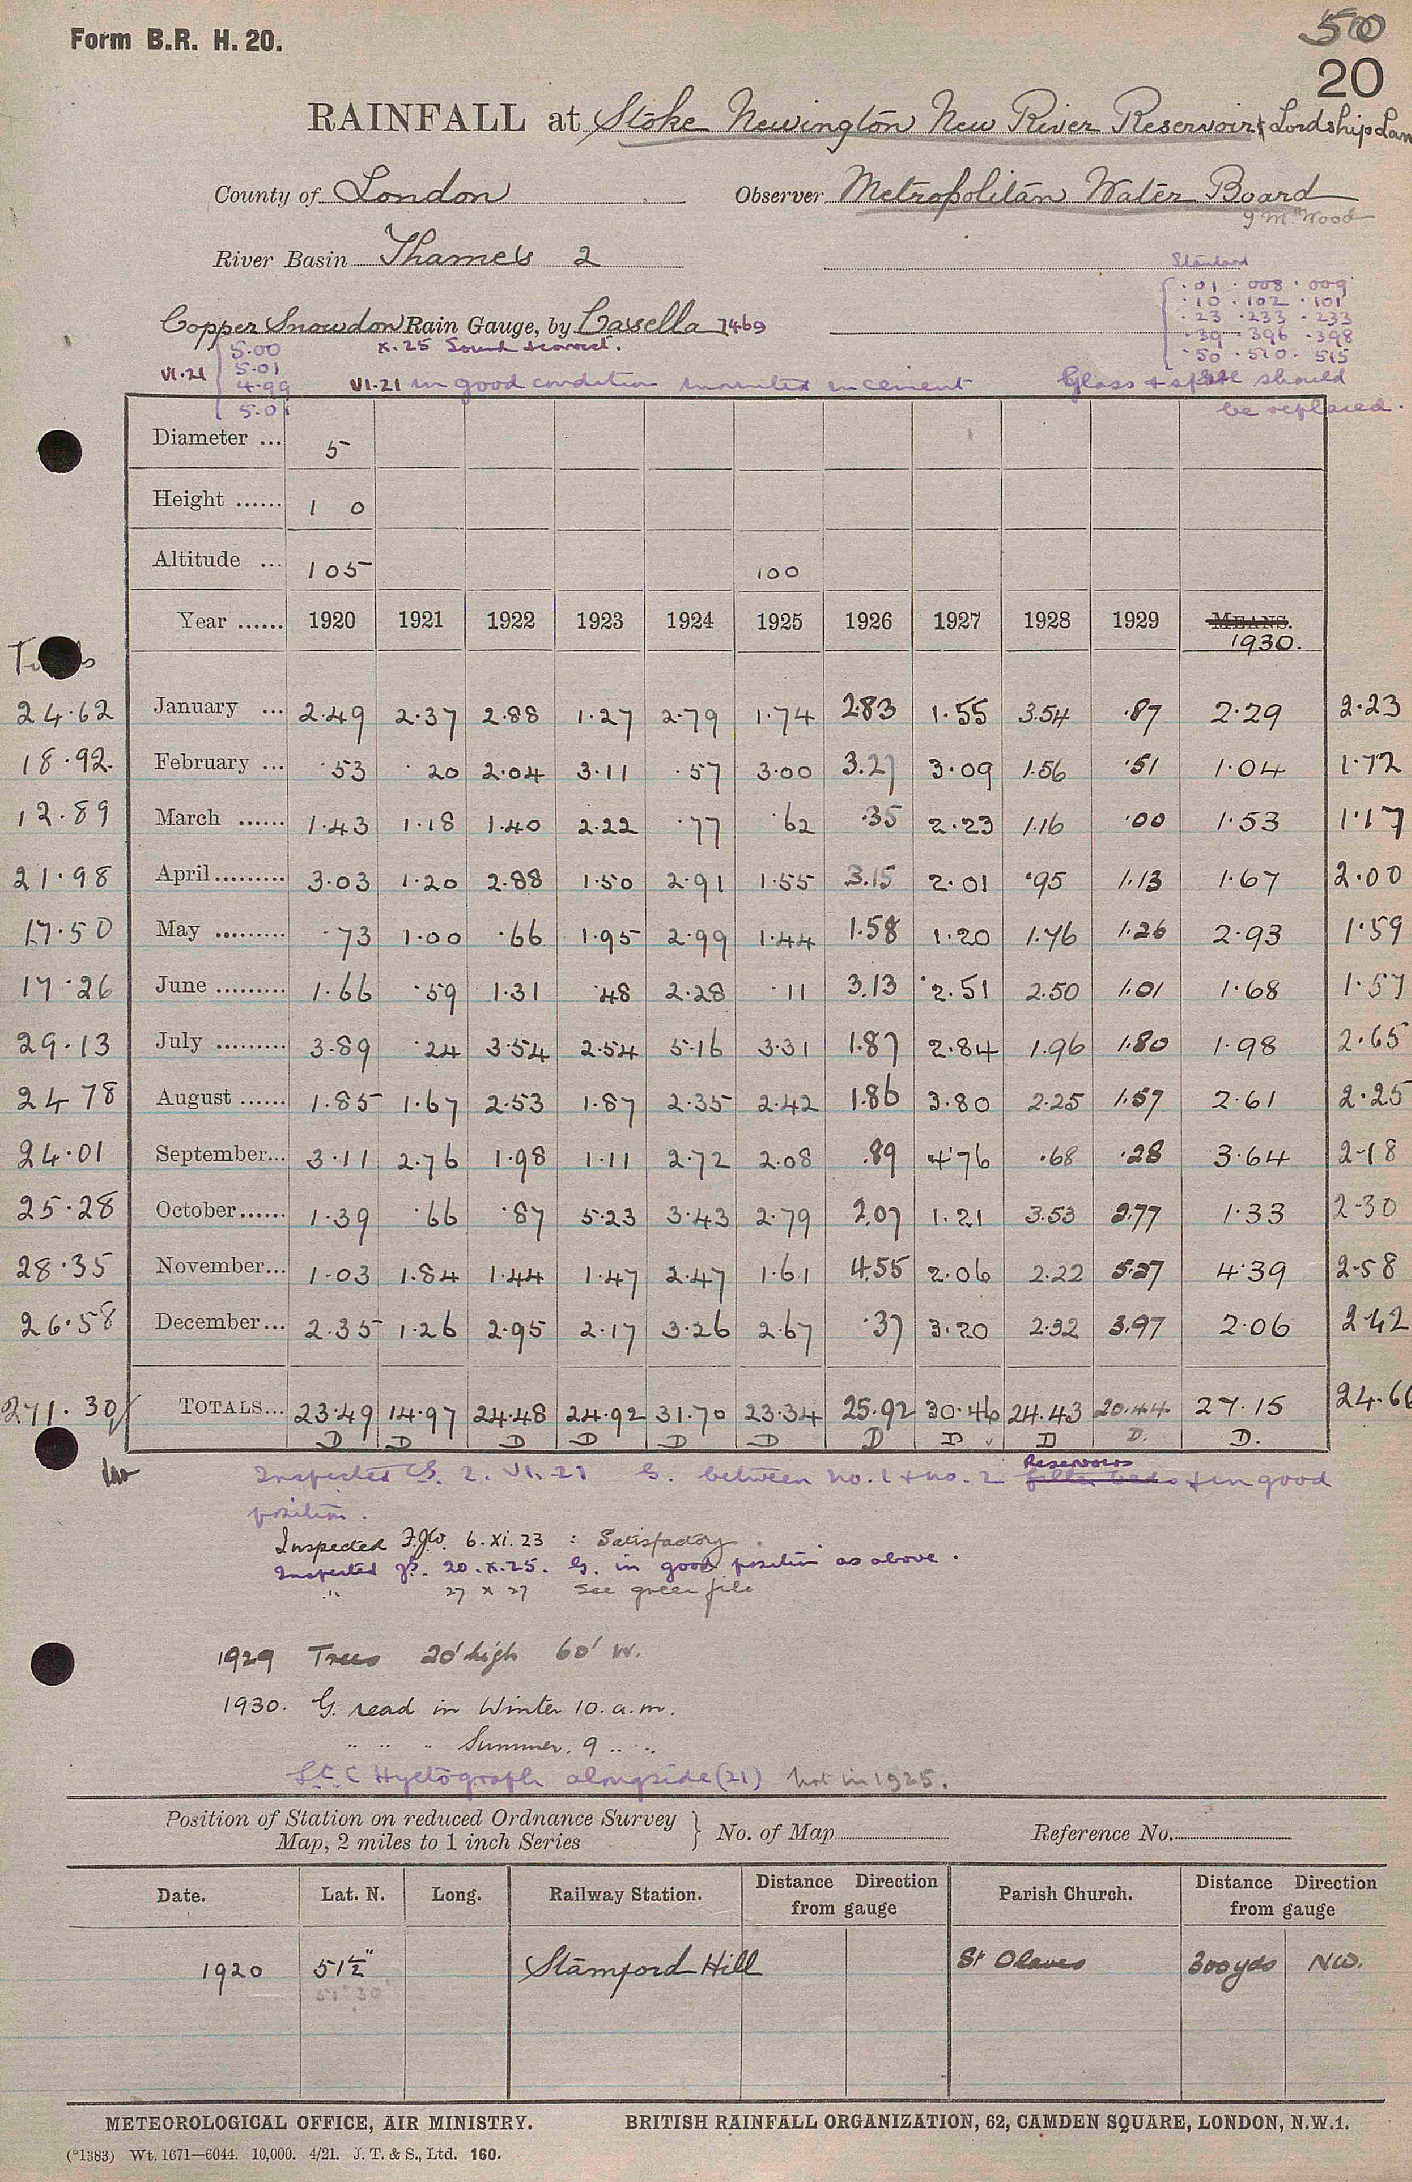 Form B.R. H. 20.
50
20
RAINFALL at Stoke Newington New River Reservoir, Lordship Lan
County of London Observer Metropolitan Water Board
J M Wood
River Basin Thames 2
Standard
.01 . 008 . 009
.10 . 102 . 101
.23 . 233 . 233
.39 - 396 . 398
.50 . 510 . 515
Copper Snowdon Rain Gauge, by Casella 7469
VI.21 5.00 5.01 4.99 5.01
X.25 Sound & correct.
VI.21 in good condition mounted in cement Glass & should
be replaced.
Diameter ... 5
Height ...... 1 0
Altitude ... 105 100
Year ...... 1920 1921 1922 1923 1924 1925 1926 1927 1928 1929 MEANS. 1930.
24.62 January ... 2.49 2.37 2.88 1.27 2.79 1.74 2.83 1.55 3.54 .87 2.29 2.23
18.92 February ... .53 .20 2.04 3.11 .57 3.00 3.27 3.09 1.56 .51 1.04 1.72
12.89 March ...... 1.43 1.18 1.40 2.22 .77 .62 .35 2.23 1.16 .00 1.53 1.17
21.98 April......... 3.03 1.20 2.88 1.50 2.91 1.55 3.15 2.01 .95 1.13 1.67 2.00
17.50 May ......... .73 1.00 .66 1.95 2.99 1.44 1.58 1.20 1.76 1.26 2.93 1.59
17.26 June ......... 1.66 .59 1.31 .48 2.28 .11 3.13 2.51 2.50 1.01 1.68 1.57
29.13 July ......... 3.89 .24 3.54 2.54 5.16 3.31 1.87 2.84 1.96 1.80 1.98 2.65
24 78 August ...... 1.85 1.67 2.53 1.87 2.35 2.42 1.86 3.80 2.25 1.57 2.61 2.25
24.01 September... 3.11 2.76 1.98 1.11 2.72 2.08 .89 4.76 .68 .28 3.64 2.18
25.28 October...... 1.39 .66 .87 5.23 3.43 2.79 2.07 1.21 3.53 2.77 1.33 2.30
28.35 November... 1.03 1.84 1.44 1.47 2.47 1.61 4.55 2.06 2.22 5.27 4.39 2.58
26.58 December... 2.35 1.26 2.95 2.17 3.26 2.67 .37 3.20 2.32 3.97 2.06 2.42
271.30 TOTALS... 23.49 14.97 24.48 24.92 31.70 23.34 25.92 30.46 24.43 20.44 27.15 24.66
D D D D D D D D D D. D.
Reservoirs
Inspected 2. VI. 21 G. between no. 1 & no. 2 filter beds & in good
position.
Inspected 6. XI. 23 : Satisfactory.
Inspected 20. X. 25. G. in good position as above.
" 27 X 27 See green file
1929 Trees 20' high 60' W.
1930. G. read in Winter 10. a.m.
" " " Summer. 9 " "
L.C.C Hyetograph alongside (21) Not in 1925.
Position of Station on reduced Ordnance Survey
Map, 2 miles to 1 inch Series } No. of Map Reference No.
Date. Lat. N. Long. Railway Station. Distance Direction from gauge Parish Church. Distance Direction from gauge
1920 51½" Stamford Hill St Olaves 300yds NW.
METEOROLOGICAL OFFICE, AIR MINISTRY. BRITISH RAINFALL ORGANIZATION, 62, CAMDEN SQUARE, LONDON, N.W.1.
(*1383) Wt. 1671—6044. 10,000. 4/21. J. T. & S., Ltd. 160.